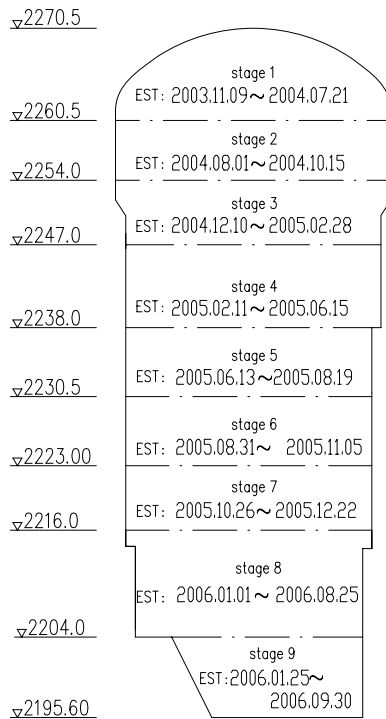 ▽2270.5
stage 1
EST: 2003.11.09～2004.07.21
▽2260.5
stage 2
EST: 2004.08.01～2004.10.15
▽2254.0
stage 3
EST: 2004.12.10～2005.02.28
▽2247.0
stage 4
EST: 2005.02.11～2005.06.15
▽2238.0
stage 5
EST: 2005.06.13～2005.08.19
▽2230.5
stage 6
EST: 2005.08.31～ 2005.11.05
▽2223.00
stage 7
EST: 2005.10.26～2005.12.22
▽2216.0
stage 8
EST: 2006.01.01～2006.08.25
▽2204.0
stage 9
EST:2006.01.25～
2006.09.30
▽2195.60